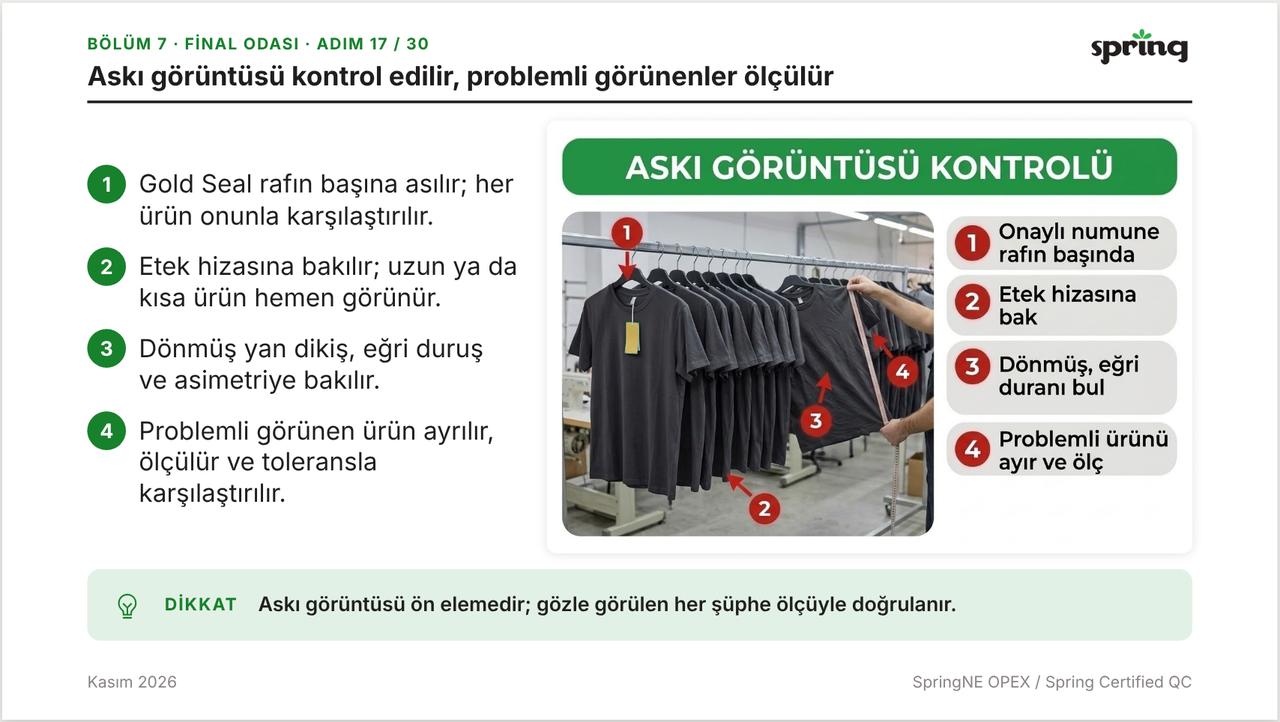 BÖLÜM 7 · FİNAL ODASI · ADIM 17 / 30
Askı görüntüsü kontrol edilir, problemli görünenler ölçülür
spring
1 Gold Seal rafın başına asılır; her
ürün onunla karşılaştırılır.
2 Etek hizasına bakılır; uzun ya da
kısa ürün hemen görünür.
3 Dönmüş yan dikiş, eğri duruş
ve asimetriye bakılır.
4 Problemli görünen ürün ayrılır,
ölçülür ve toleransla
karşılaştırılır.
ASKI GÖRÜNTÜSÜ KONTROLÜ
1
2
3
4
1 Onaylı numune
rafın başında
2 Etek hizasına
bak
3 Dönmüş, eğri
duranı bul
4 Problemli ürünü
ayır ve ölç
DİKKAT Askı görüntüsü ön elemedir; gözle görülen her şüphe ölçüyle doğrulanır.
Kasım 2026
SpringNE OPEX / Spring Certified QC